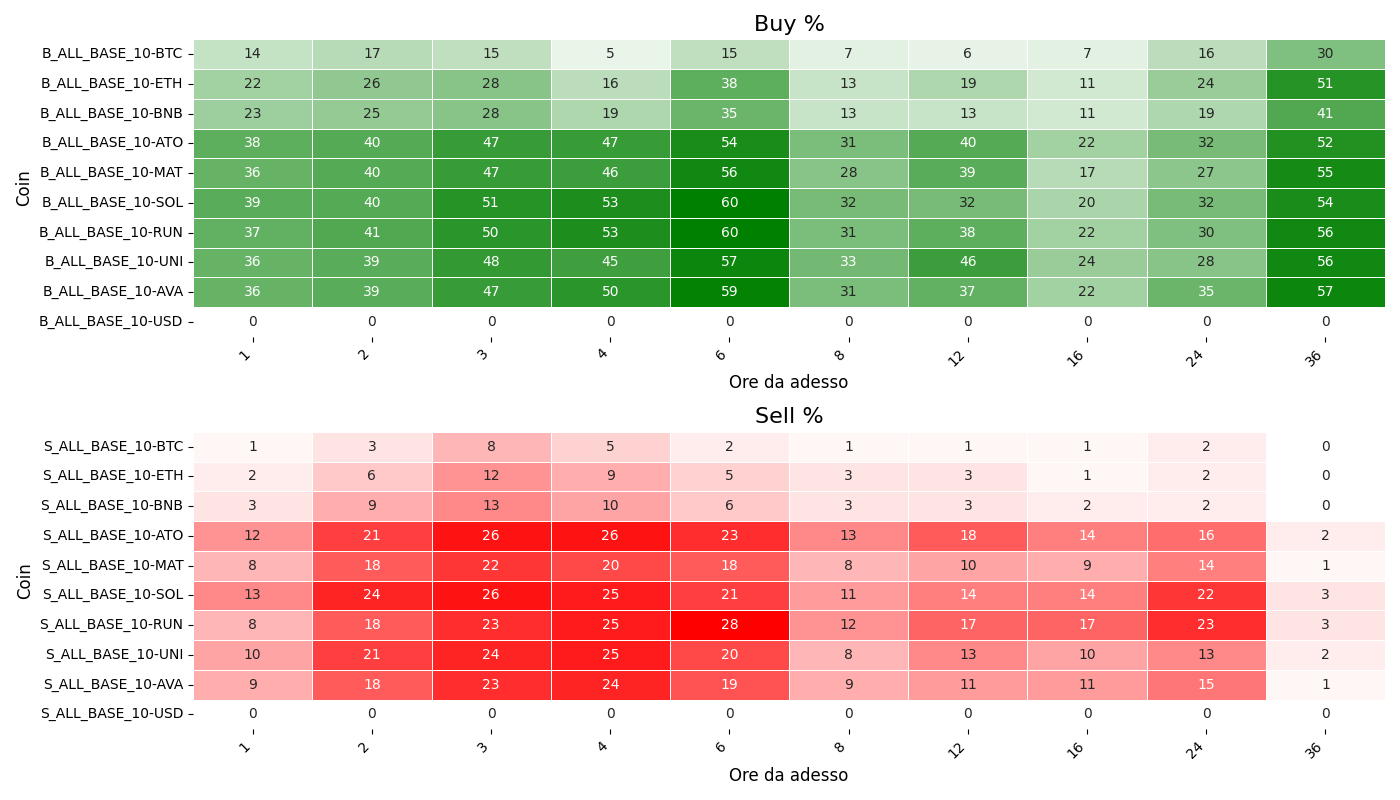 Buy %
Coin
B_ALL_BASE_10-BTC 14 17 15 5 15 7 6 7 16 30
B_ALL_BASE_10-ETH 22 26 28 16 38 13 19 11 24 51
B_ALL_BASE_10-BNB 23 25 28 19 35 13 13 11 19 41
B_ALL_BASE_10-ATO 38 40 47 47 54 31 40 22 32 52
B_ALL_BASE_10-MAT 36 40 47 46 56 28 39 17 27 55
B_ALL_BASE_10-SOL 39 40 51 53 60 32 32 20 32 54
B_ALL_BASE_10-RUN 37 41 50 53 60 31 38 22 30 56
B_ALL_BASE_10-UNI 36 39 48 45 57 33 46 24 28 56
B_ALL_BASE_10-AVA 36 39 47 50 59 31 37 22 35 57
B_ALL_BASE_10-USD 0 0 0 0 0 0 0 0 0 0
1 2 3 4 6 8 12 16 24 36
Ore da adesso
Sell %
Coin
S_ALL_BASE_10-BTC 1 3 8 5 2 1 1 1 2 0
S_ALL_BASE_10-ETH 2 6 12 9 5 3 3 1 2 0
S_ALL_BASE_10-BNB 3 9 13 10 6 3 3 2 2 0
S_ALL_BASE_10-ATO 12 21 26 26 23 13 18 14 16 2
S_ALL_BASE_10-MAT 8 18 22 20 18 8 10 9 14 1
S_ALL_BASE_10-SOL 13 24 26 25 21 11 14 14 22 3
S_ALL_BASE_10-RUN 8 18 23 25 28 12 17 17 23 3
S_ALL_BASE_10-UNI 10 21 24 25 20 8 13 10 13 2
S_ALL_BASE_10-AVA 9 18 23 24 19 9 11 11 15 1
S_ALL_BASE_10-USD 0 0 0 0 0 0 0 0 0 0
1 2 3 4 6 8 12 16 24 36
Ore da adesso